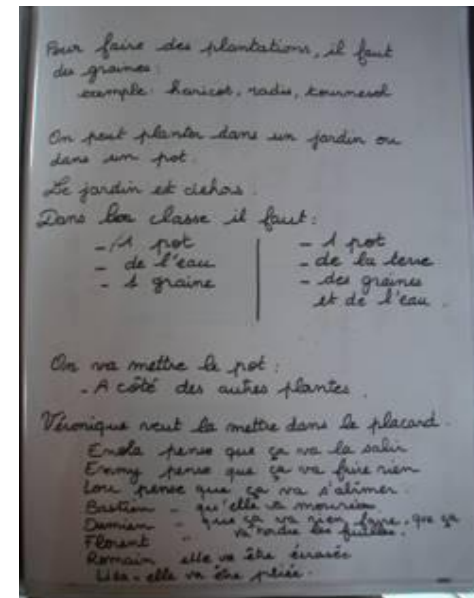 Pour faire des plantations, il faut
des graines :
exemple : haricot, radis, tournesol
On peut planter dans un jardin ou
dans un pot.
Le jardin est dehors.
Dans la classe il faut :
- 1 pot
- de l'eau
- 1 graine
- 1 pot
- de la terre
- des graines
et de l'eau.
On va mettre le pot :
- A côté des autres plantes.
Véronique veut la mettre dans le placard.
Enola pense que ça va la salir
Emmy pense que ça va faire rien
Lou pense que ça va s'abîmer.
Bastien - qu'elle va
Damien - que ça va rien faire, que ça
Florent - va tordre les feuilles.
Romain elle va être écrasée
Lisa - elle va être pliée.